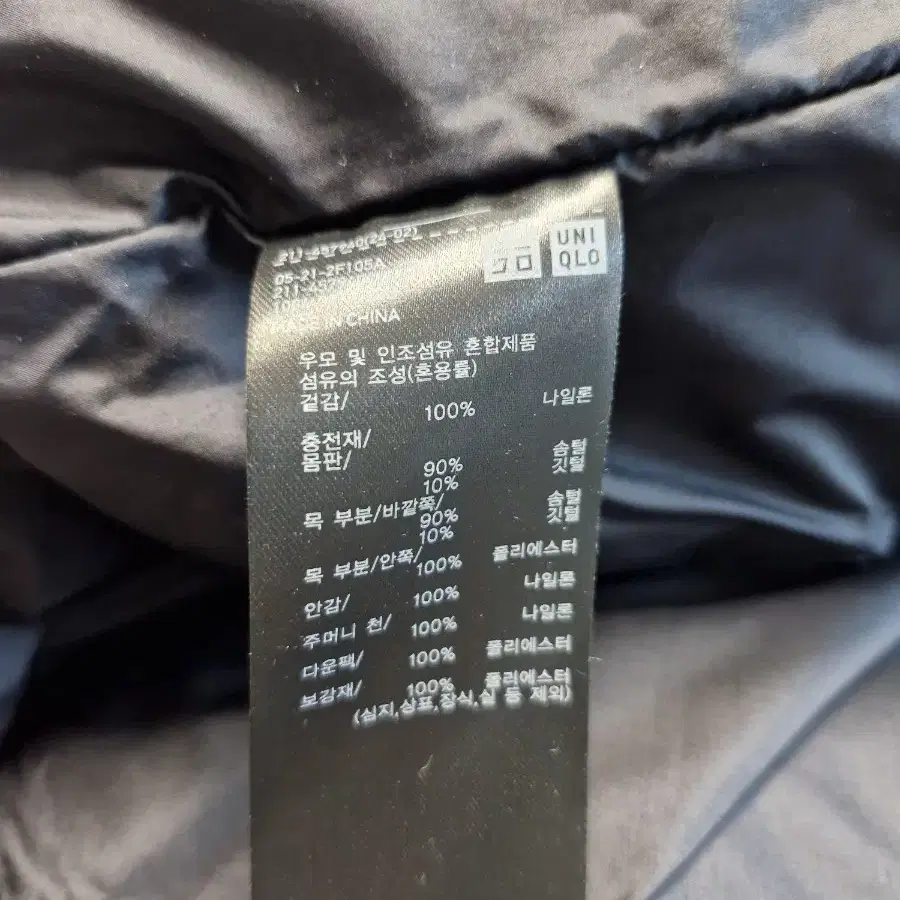 05-21-2F105A
UNI
QLO
MADE IN CHINA
우모 및 인조섬유 혼합제품
섬유의 조성(혼용률)
겉감/ 100% 나일론
충전재/
몸판/ 90% 솜털
10% 깃털
목 부분/바깥쪽/ 90% 솜털
10% 깃털
목 부분/안쪽/ 100% 폴리에스터
안감/ 100% 나일론
주머니 천/ 100% 나일론
다운팩/ 100% 폴리에스터
보강재/ 100% 폴리에스터
(심지,상표,장식,실 등 제외)